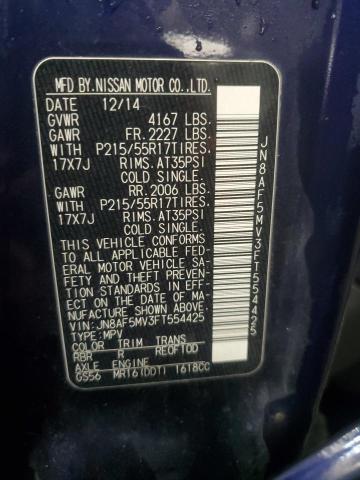 MFD BY.NISSAN MOTOR CO.,LTD.
DATE 12/14
GVWR 4167 LBS.
GAWR FR.2227 LBS.
WITH P215/55R17TIRES.
17X7J RIMS.AT35PSI
COLD SINGLE.
GAWR RR.2006 LBS.
WITH P215/55R17TIRES.
17X7J RIMS.AT35PSI
COLD SINGLE.
THIS VEHICLE CONFORMS
TO ALL APPLICABLE FED-
ERAL MOTOR VEHICLE SA-
FETY AND THEFT PREVEN-
TION STANDARDS IN EFF-
ECT ON THE DATE OF MA-
NUFACTURE SHOWN ABOVE.
VIN:JN8AF5MV3FT554425
TYPE:MPV
COLOR TRIM TRANS
RBR R RE0F10D
AXLE ENGINE
GS56 MR16(DDT) 1618CC
JN8AF5MV3FT554425